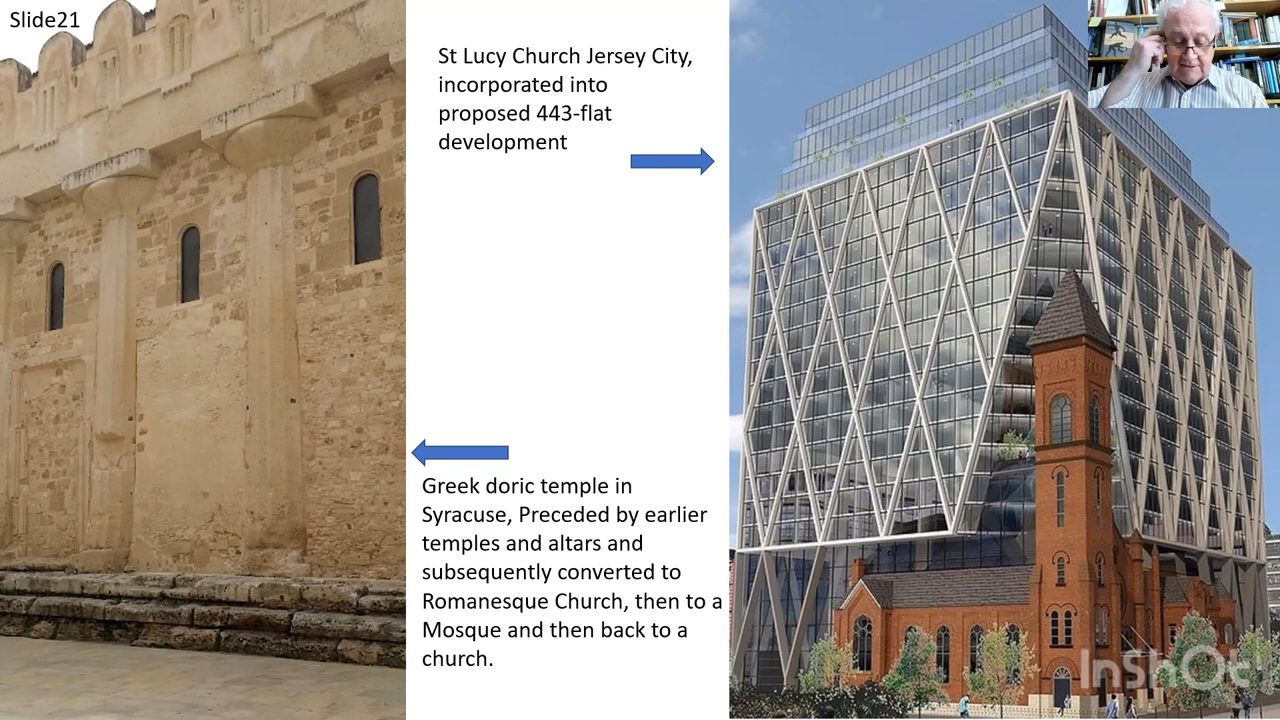 Slide21
St Lucy Church Jersey City,
incorporated into
proposed 443-flat
development
Greek doric temple in
Syracuse, Preceded by earlier
temples and altars and
subsequently converted to
Romanesque Church, then to a
Mosque and then back to a
church.
InShOt